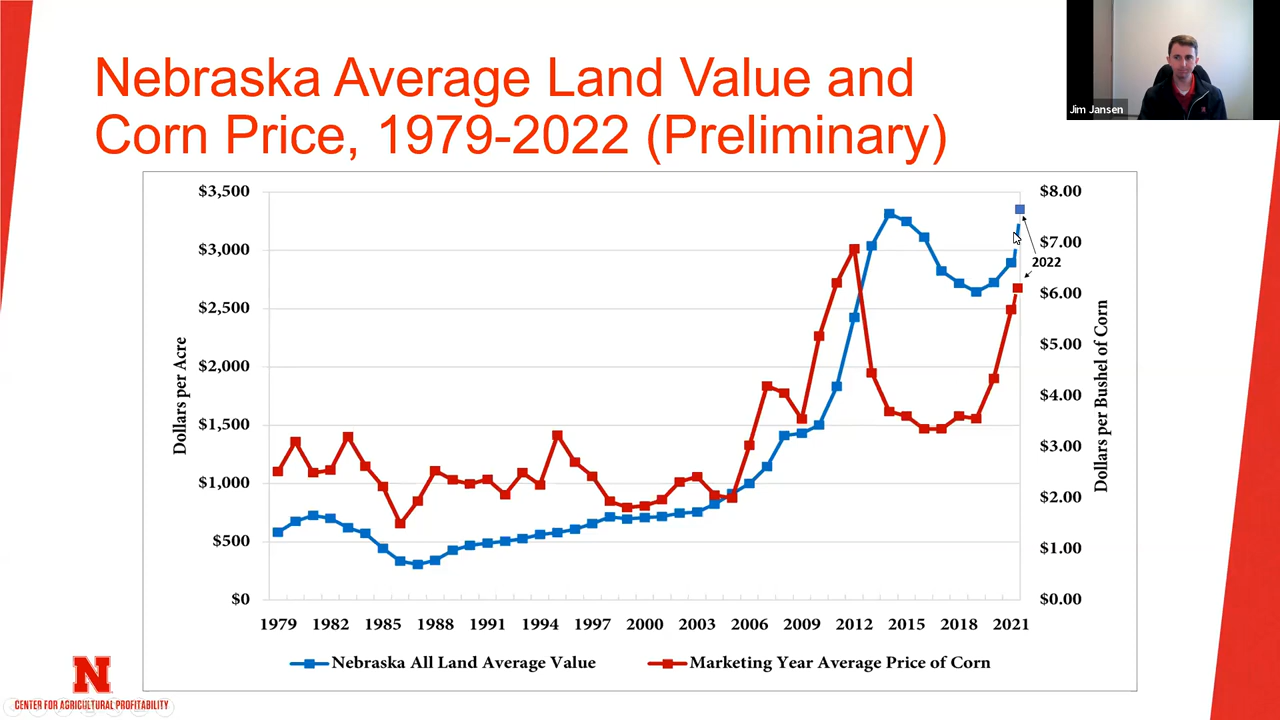 Nebraska Average Land Value and
Corn Price, 1979-2022 (Preliminary)
Jim Jansen
$3,500
$3,000
$2,500
$2,000
$1,500
$1,000
$500
$0
Dollars per Acre
$8.00
$7.00
$6.00
$5.00
$4.00
$3.00
$2.00
$1.00
$0.00
Dollars per Bushel of Corn
2022
1979 1982 1985 1988 1991 1994 1997 2000 2003 2006 2009 2012 2015 2018 2021
Nebraska All Land Average Value Marketing Year Average Price of Corn
N
CENTER FOR AGRICULTURAL PROFITABILITY